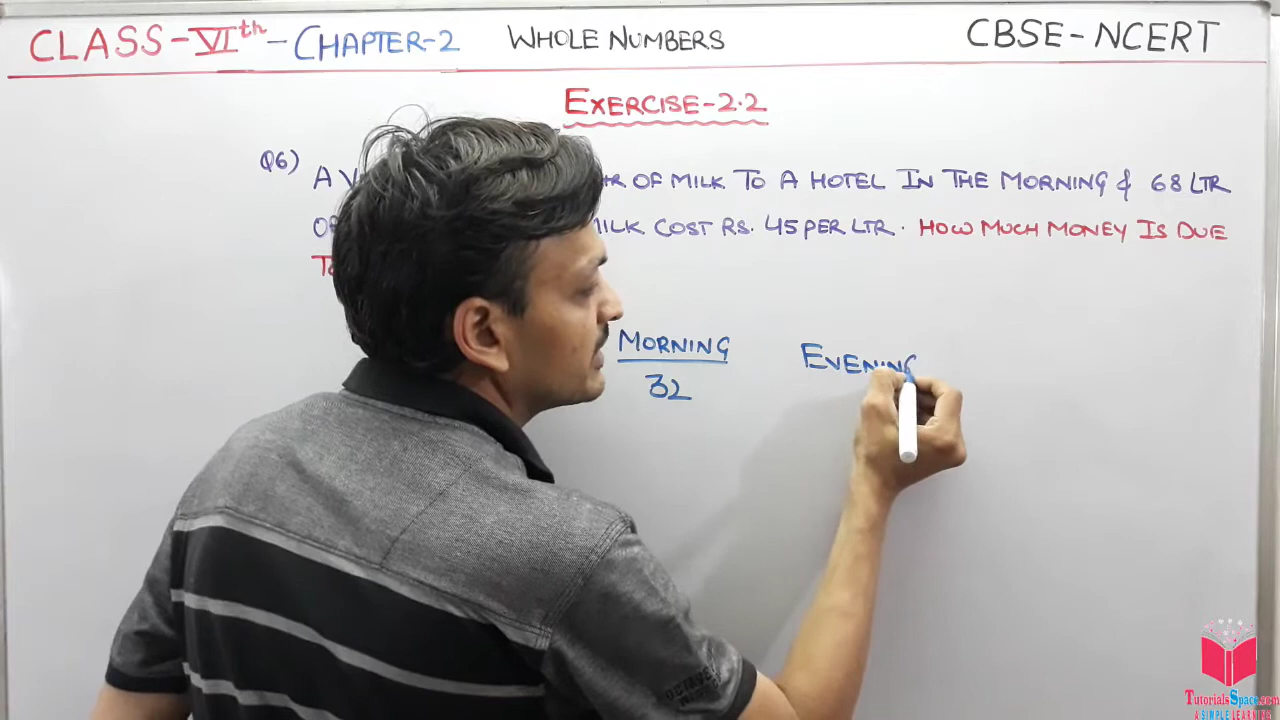 CLASS-VIth-CHAPTER-2 WHOLE NUMBERS CBSE-NCERT
EXERCISE-2.2
Q6) A V OF MILK TO A HOTEL IN THE MORNING & 68 LTR
COST RS. 45 PER LTR. HOW MUCH MONEY IS DUE
MORNING EVENING
32
TutorialsSpace.com
A SIMPLE LEARNING